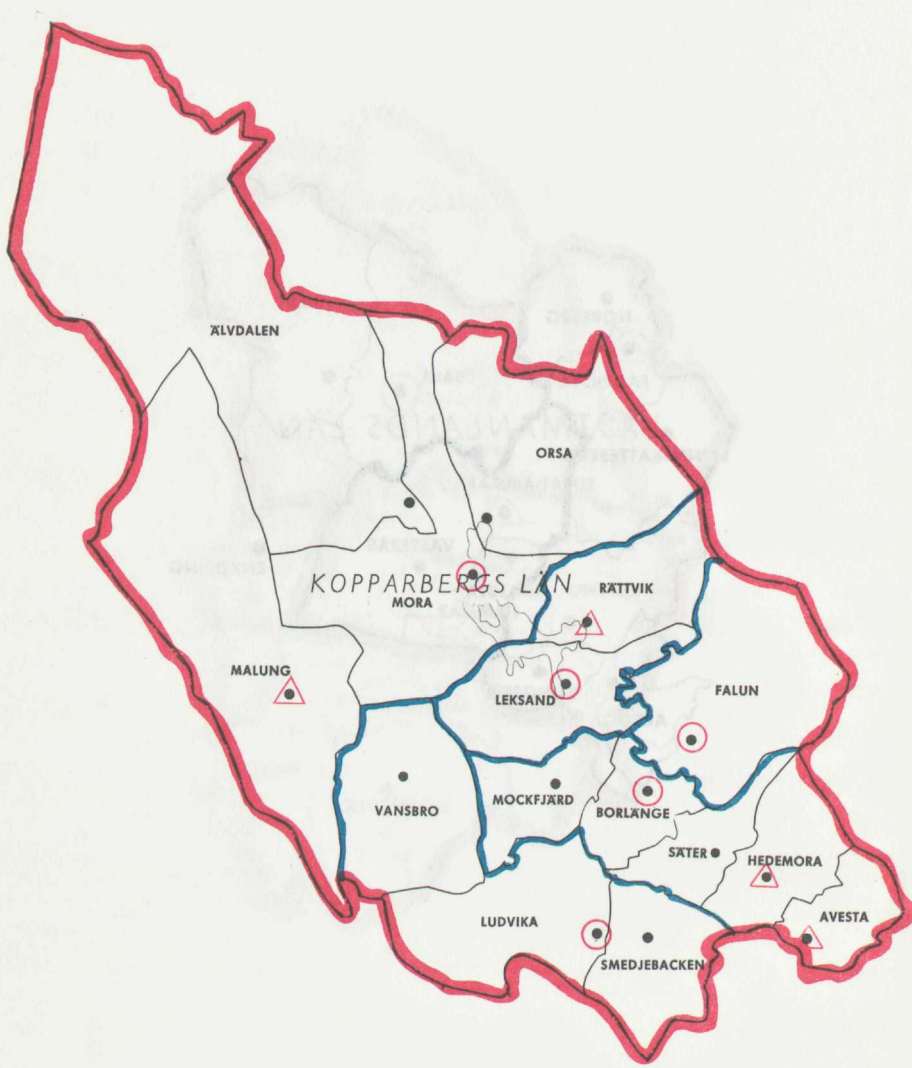 ÄLVDALEN
ORSA
KOPPARBERGS LÄN
RÄTTVIK
MORA
MALUNG
LEKSAND
FALUN
VANSBRO
MOCKFJÄRD
BORLÄNGE
SÄTER
HEDEMORA
LUDVIKA
AVESTA
SMEDJEBACKEN